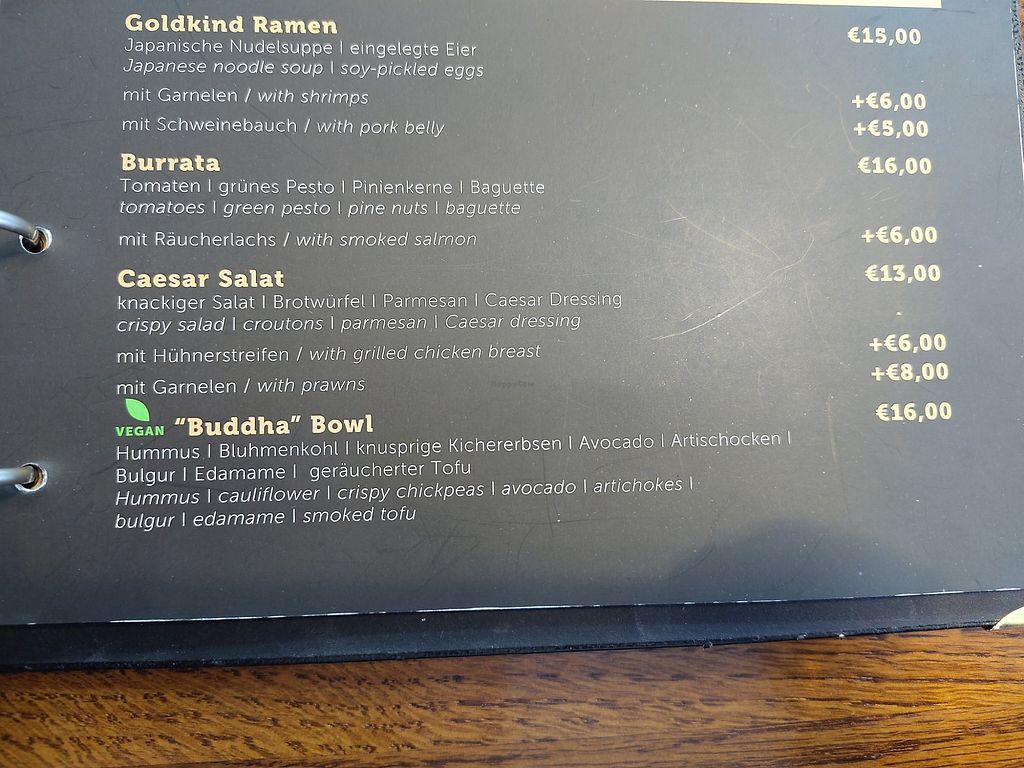 Goldkind Ramen €15,00
Japanische Nudelsuppe | eingelegte Eier
Japanese noodle soup | soy-pickled eggs
mit Garnelen / with shrimps +€6,00
mit Schweinebauch / with pork belly +€5,00
Burrata €16,00
Tomaten | grünes Pesto | Pinienkerne | Baguette
tomatoes | green pesto | pine nuts | baguette
mit Räucherlachs / with smoked salmon +€6,00
Caesar Salat €13,00
knackiger Salat | Brotwürfel | Parmesan | Caesar Dressing
crispy salad | croutons | parmesan | Caesar dressing
mit Hühnerstreifen / with grilled chicken breast +€6,00
mit Garnelen / with prawns +€8,00
VEGAN "Buddha" Bowl €16,00
Hummus | Bluhmenkohl | knusprige Kichererbsen | Avocado | Artischocken |
Bulgur | Edamame | geräucherter Tofu
Hummus | cauliflower | crispy chickpeas | avocado | artichokes |
bulgur | edamame | smoked tofu
HappyCow